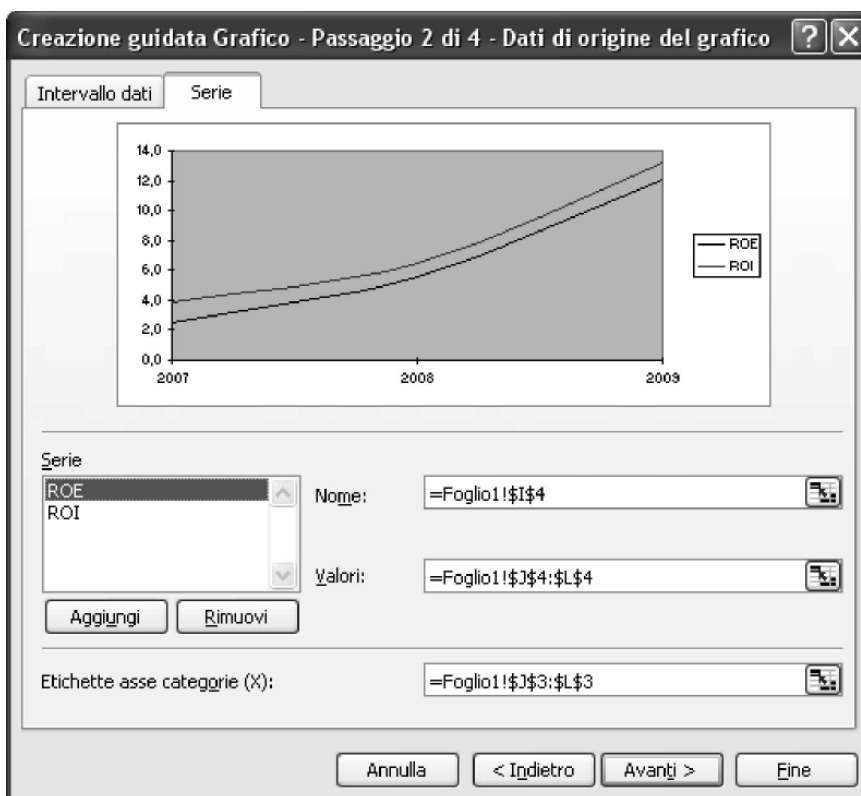 Creazione guidata Grafico - Passaggio 2 di 4 - Dati di origine del grafico
Intervallo dati Serie
14,0
12,0
10,0
8,0
6,0
4,0
2,0
0,0
2007 2008 2009
ROE
ROI
Serie
ROE
ROI
Nome: =Foglio1!$I$4
Valori: =Foglio1!$J$4:$L$4
Aggiungi Rimuovi
Etichette asse categorie (X): =Foglio1!$J$3:$L$3
Annulla < Indietro Avanti > Fine